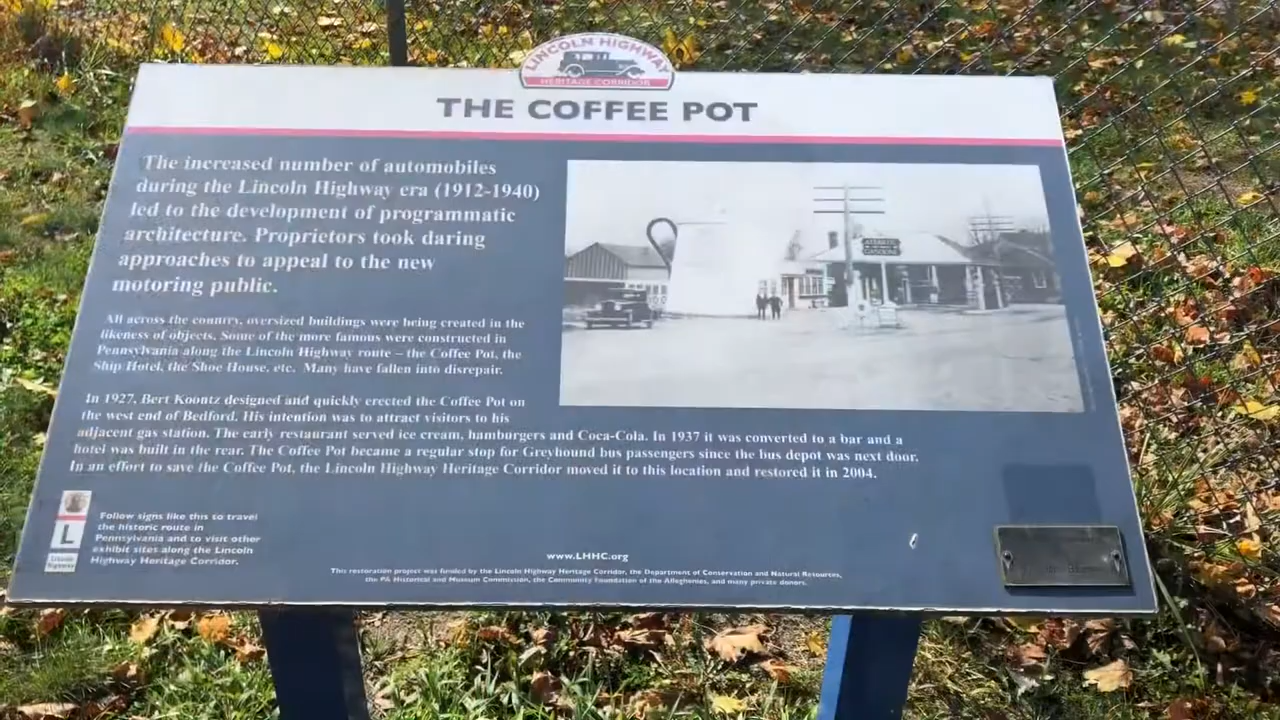 LINCOLN HIGHWAY
HERITAGE CORRIDOR
THE COFFEE POT
The increased number of automobiles
during the Lincoln Highway era (1912-1940)
led to the development of programmatic
architecture. Proprietors took daring
approaches to appeal to the new
motoring public.
All across the country, oversized buildings were being created in the
likeness of objects. Some of the more famous were constructed in
Pennsylvania along the Lincoln Highway route – the Coffee Pot, the
Ship Hotel, the Shoe House, etc. Many have fallen into disrepair.
In 1927, Bert Koontz designed and quickly erected the Coffee Pot on
the west end of Bedford. His intention was to attract visitors to his
adjacent gas station. The early restaurant served ice cream, hamburgers and Coca-Cola. In 1937 it was converted to a bar and a
hotel was built in the rear. The Coffee Pot became a regular stop for Greyhound bus passengers since the bus depot was next door.
In an effort to save the Coffee Pot, the Lincoln Highway Heritage Corridor moved it to this location and restored it in 2004.
L
Lincoln
Highway
Follow signs like this to travel
the historic route in
Pennsylvania and to visit other
exhibit sites along the Lincoln
Highway Heritage Corridor.
www.LHHC.org
This restoration project was funded by the Lincoln Highway Heritage Corridor, the Department of Conservation and Natural Resources,
the PA Historical and Museum Commission, the Community Foundation of the Alleghenies, and many private donors.